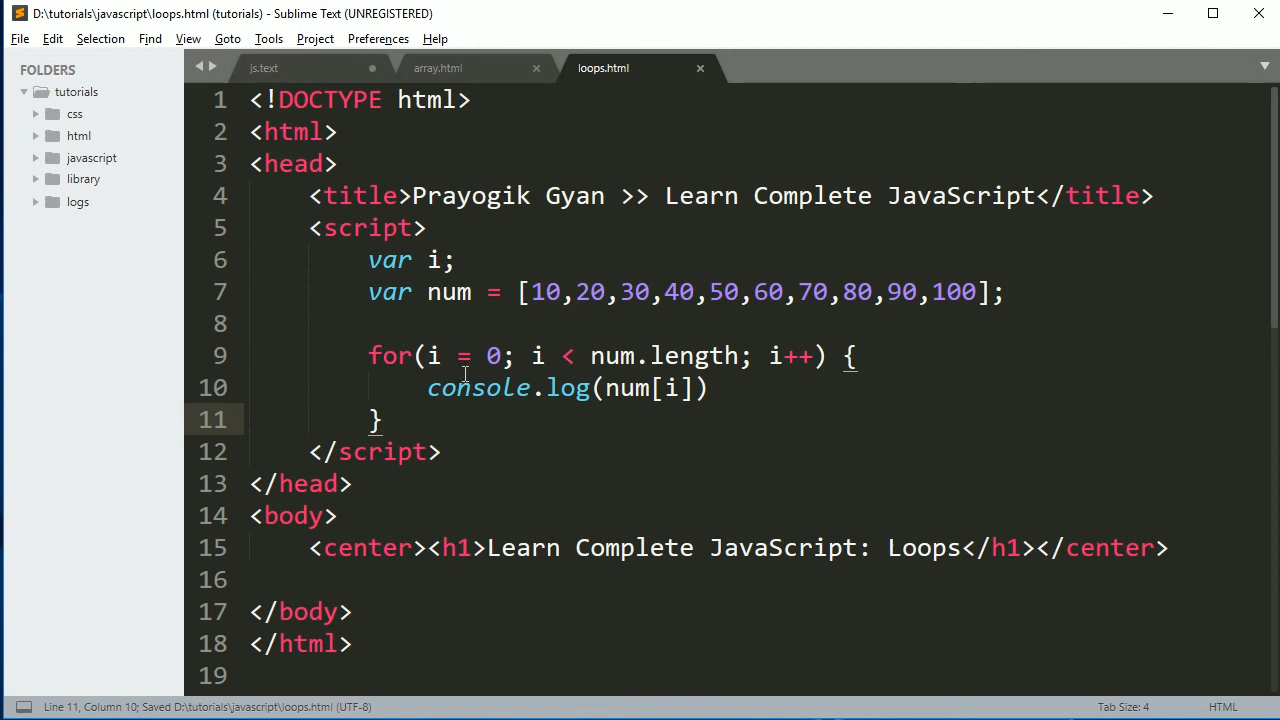 D:\tutorials\javascript\loops.html (tutorials) - Sublime Text (UNREGISTERED)
File Edit Selection Find View Goto Tools Project Preferences Help
FOLDERS
tutorials
css
html
javascript
library
logs
js.text array.html loops.html
1 <!DOCTYPE html>
2 <html>
3 <head>
4 <title>Prayogik Gyan >> Learn Complete JavaScript</title>
5 <script>
6 var i;
7 var num = [10,20,30,40,50,60,70,80,90,100];
8
9 for(i = 0; i < num.length; i++) {
10 console.log(num[i])
11 }
12 </script>
13 </head>
14 <body>
15 <center><h1>Learn Complete JavaScript: Loops</h1></center>
16
17 </body>
18 </html>
19
Line 11, Column 10; Saved D:\tutorials\javascript\loops.html (UTF-8) Tab Size: 4 HTML